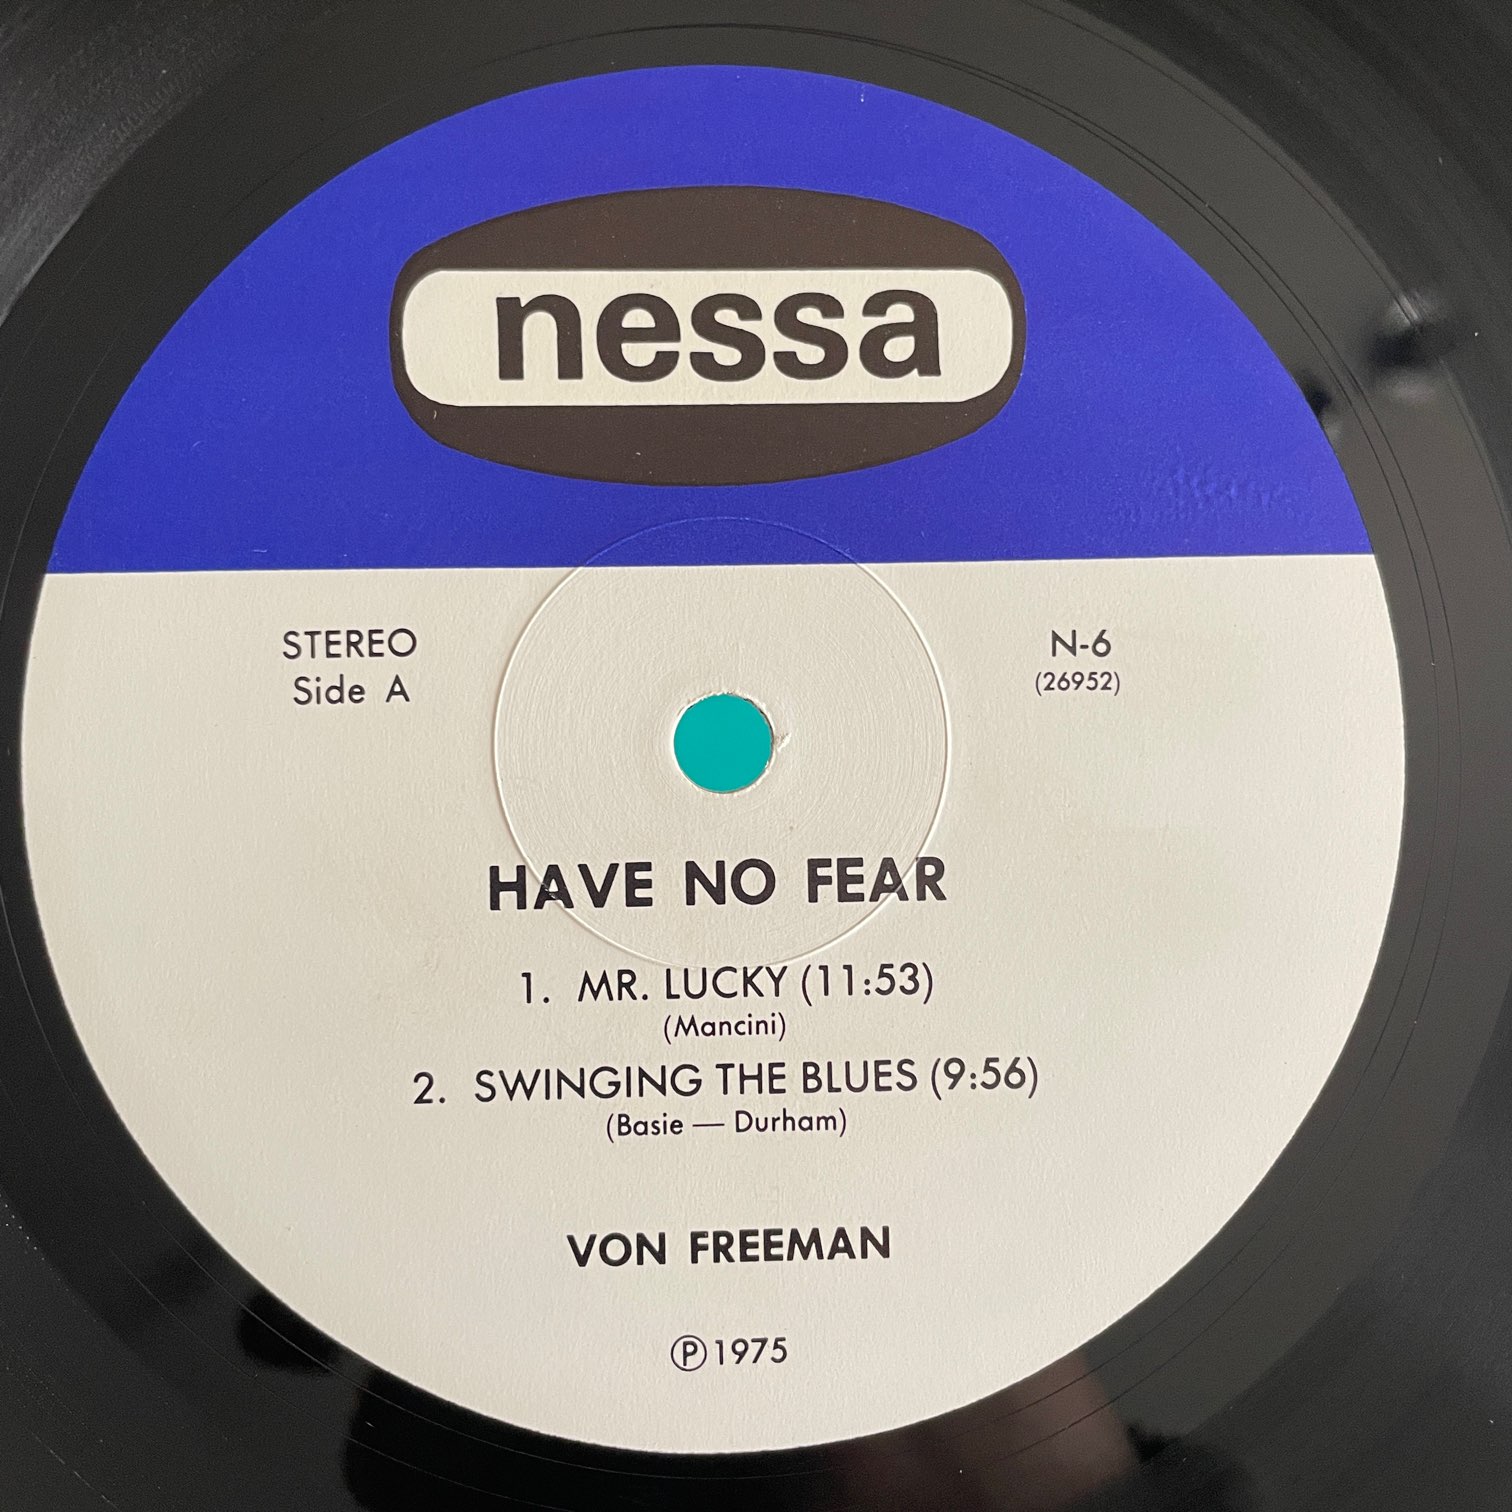 nessa
STEREO
Side A
N-6
(26952)
HAVE NO FEAR
1. MR. LUCKY (11:53)
(Mancini)
2. SWINGING THE BLUES (9:56)
(Basie — Durham)
VON FREEMAN
Ⓟ1975